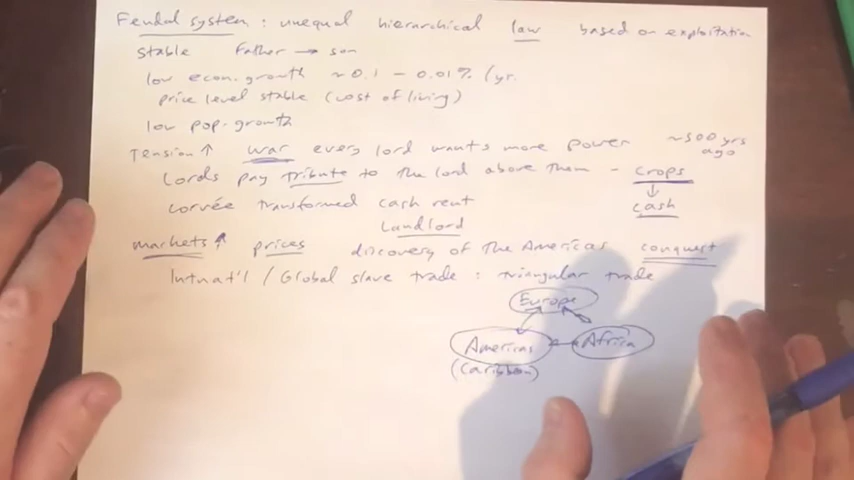 Feudal system : unequal hierarchical law based on exploitation
stable Father → son
low econ. growth ~0.1 - 0.01% /yr.
price level stable (cost of living)
low pop. growth
Tension ↑ war every lord wants more power ~500 yrs ago
Lords pay tribute to the lord above them - crops
↓
corvée transformed cash rent cash
Landlord
markets ↑ prices discovery of the Americas conquest
Intnat'l / Global slave trade : triangular trade
Europe
Americas Africa
(Caribbean)